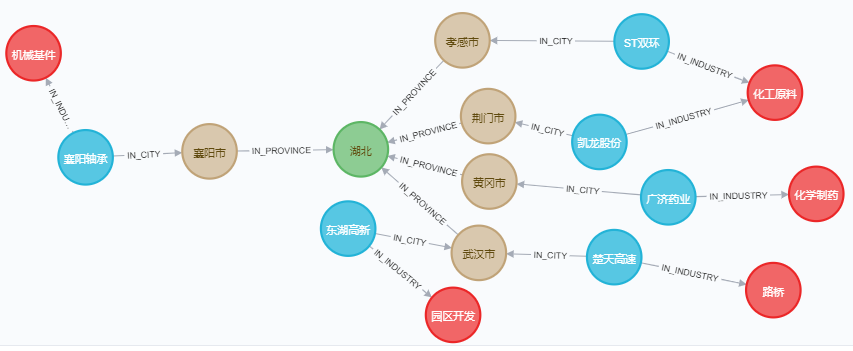 孝感市
IN_CITY
ST双环
机械基件
IN_INDUSTRY
IN_PROVINCE
化工原料
IN_INDU...
荆门市
IN_INDUSTRY
IN_PROVINCE
IN_CITY
凯龙股份
襄阳轴承
IN_CITY
襄阳市
IN_PROVINCE
湖北
IN_PROVINCE
黄冈市
IN_CITY
广济药业
IN_INDUSTRY
化学制药
IN_PROVINCE
东湖高新
IN_CITY
武汉市
IN_CITY
楚天高速
IN_INDUSTRY
IN_INDUSTRY
路桥
园区开发